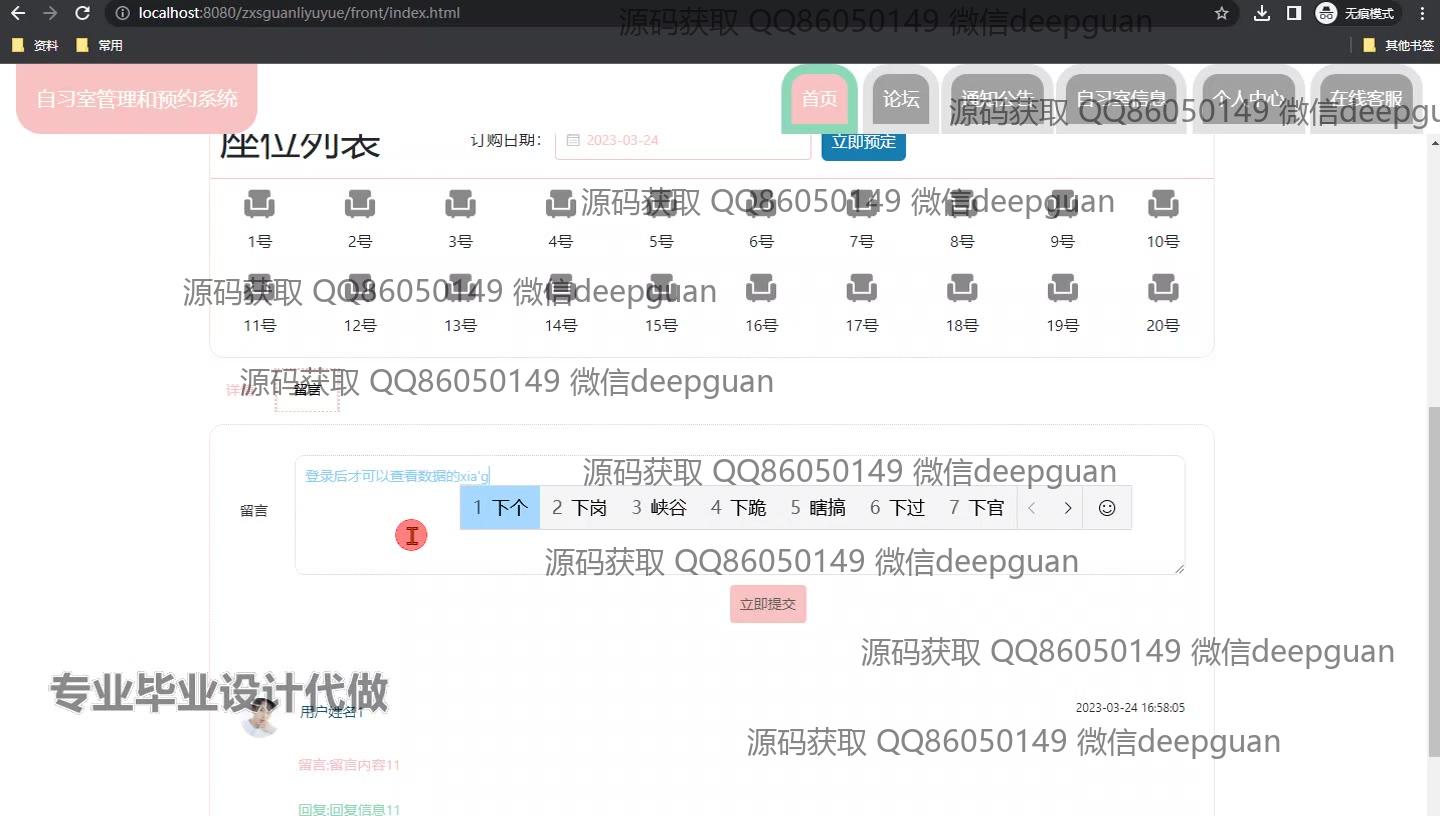 localhost:8080/zxsguanliyuyue/front/index.html
无痕模式
资料 常用 其他书签
源码获取 QQ86050149 微信deepguan
自习室管理和预约系统 首页 论坛 通知公告 自习室信息 个人中心 在线客服
源码获取 QQ86050149 微信deepgu
座位列表 订购日期: 2023-03-24 立即预定
源码获取 QQ86050149 微信deepguan
1号 2号 3号 4号 5号 6号 7号 8号 9号 10号
源码获取 QQ86050149 微信deepguan
11号 12号 13号 14号 15号 16号 17号 18号 19号 20号
源码获取 QQ86050149 微信deepguan
留言
登录后才可以查看数据的xia'g
源码获取 QQ86050149 微信deepguan
留言
1 下个 2 下岗 3 峡谷 4 下跪 5 瞎搞 6 下过 7 下官
源码获取 QQ86050149 微信deepguan
立即提交
源码获取 QQ86050149 微信deepguan
专业毕业设计代做
用户姓名1 2023-03-24 16:58:05
源码获取 QQ86050149 微信deepguan
留言:留言内容11
回复:回复信息11